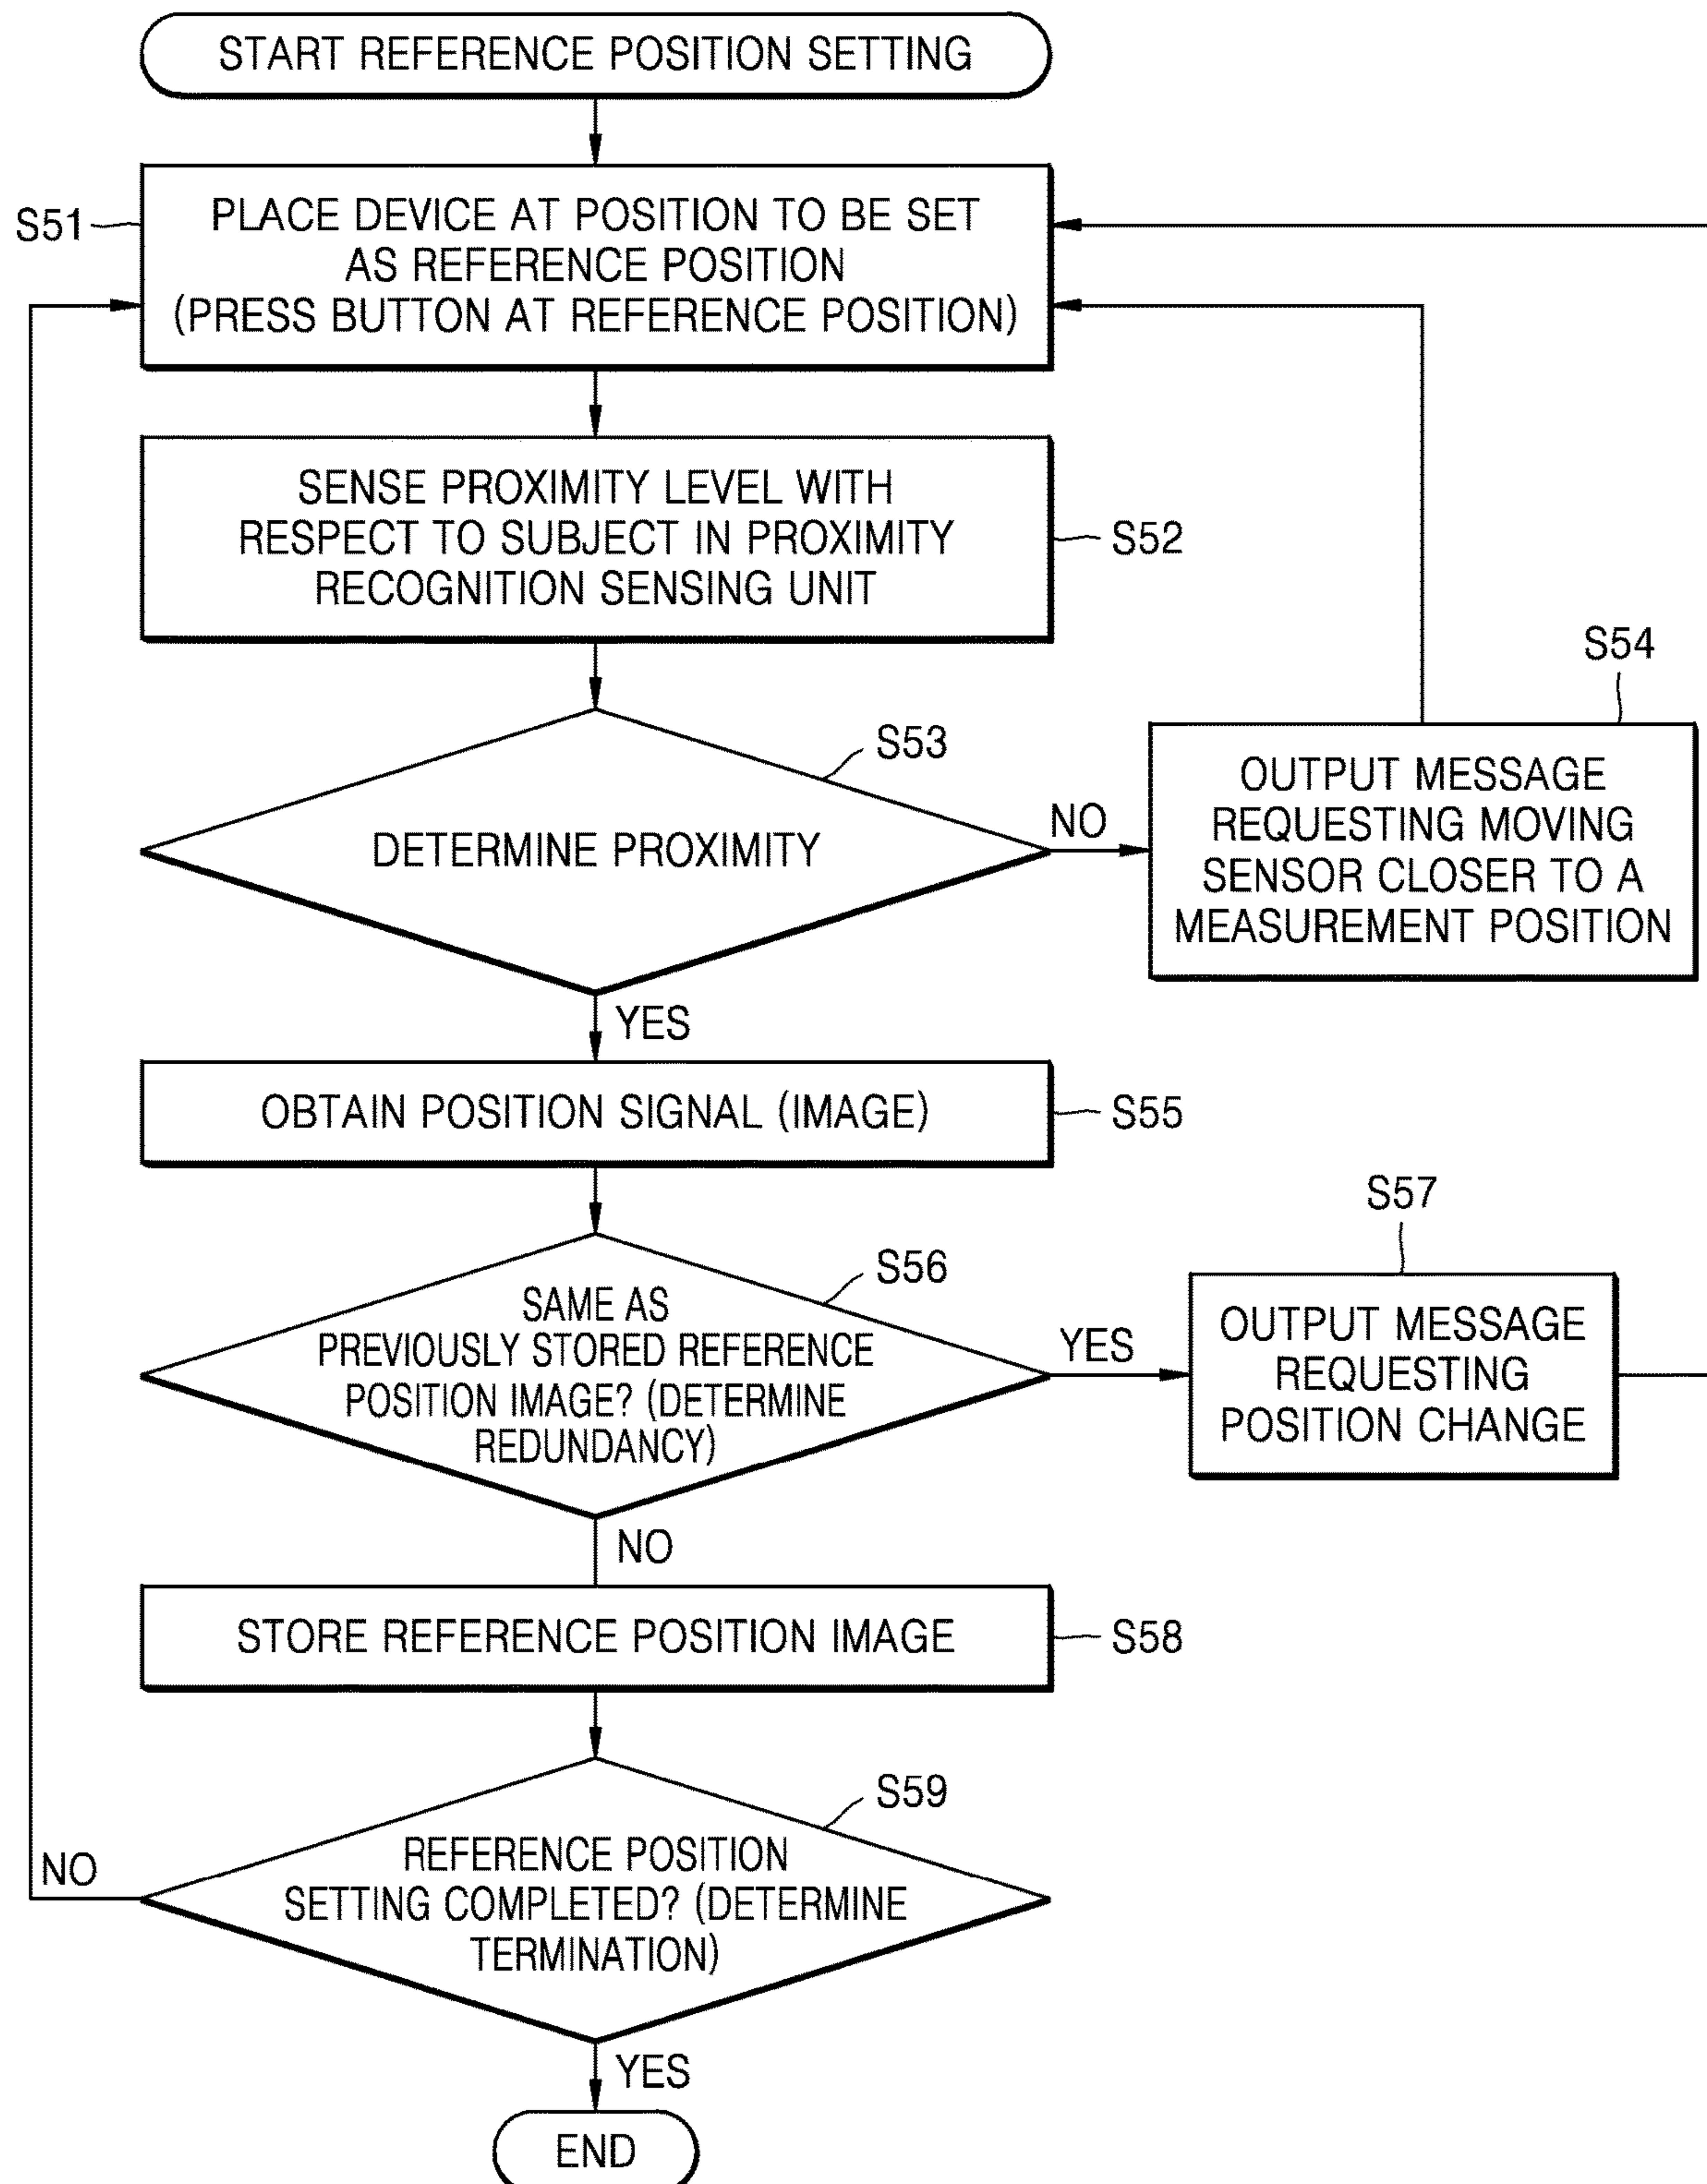 START REFERENCE POSITION SETTING
S51
PLACE DEVICE AT POSITION TO BE SET
AS REFERENCE POSITION
(PRESS BUTTON AT REFERENCE POSITION)
SENSE PROXIMITY LEVEL WITH
RESPECT TO SUBJECT IN PROXIMITY
RECOGNITION SENSING UNIT
S52
S53
DETERMINE PROXIMITY
NO
S54
OUTPUT MESSAGE
REQUESTING MOVING
SENSOR CLOSER TO A
MEASUREMENT POSITION
YES
OBTAIN POSITION SIGNAL (IMAGE)
S55
S56
SAME AS
PREVIOUSLY STORED REFERENCE
POSITION IMAGE? (DETERMINE
REDUNDANCY)
YES
S57
OUTPUT MESSAGE
REQUESTING
POSITION CHANGE
NO
STORE REFERENCE POSITION IMAGE
S58
S59
REFERENCE POSITION
SETTING COMPLETED? (DETERMINE
TERMINATION)
NO
YES
END